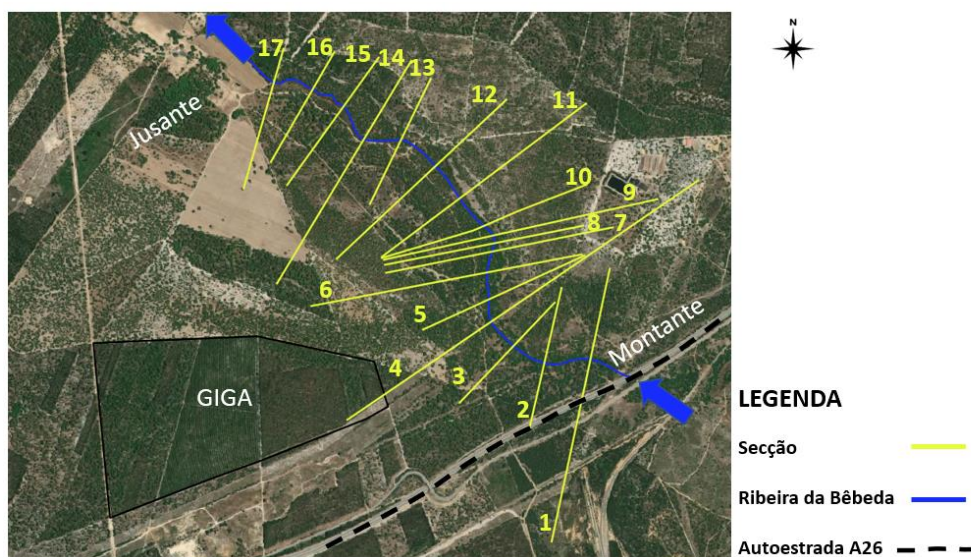 N
17
16
15
14
13
12
11
10
9
8
7
6
5
4
3
2
1
Jusante
Montante
GIGA
LEGENDA
Secção
Ribeira da Bêbeda
Autoestrada A26